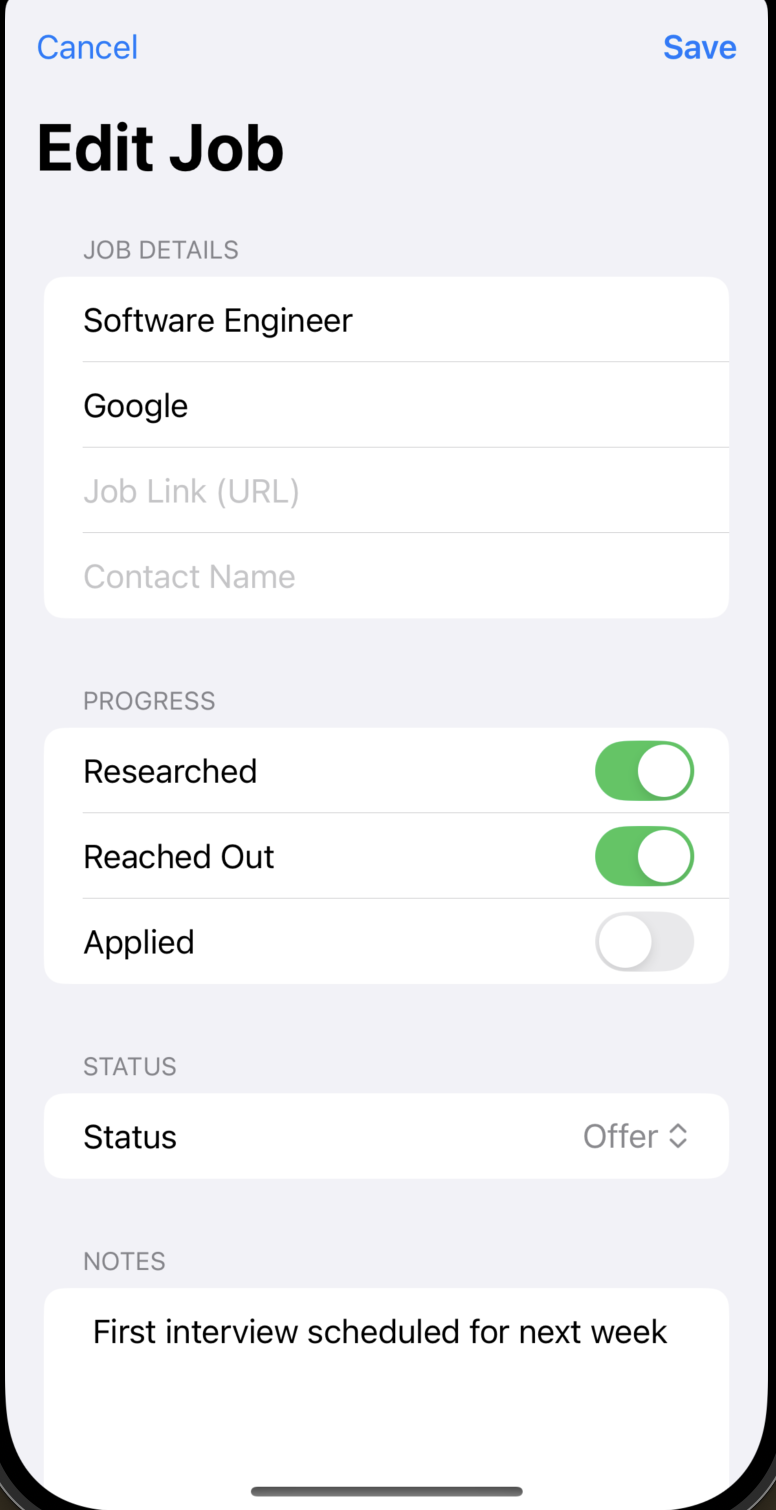 Cancel
Save
Edit Job
JOB DETAILS
Software Engineer
Google
Job Link (URL)
Contact Name
PROGRESS
Researched
Reached Out
Applied
STATUS
Status
Offer
NOTES
First interview scheduled for next week